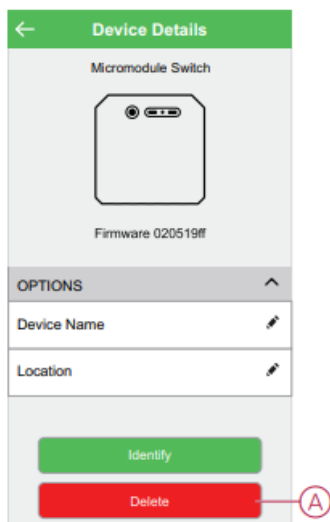 Device Details
Micromodule Switch
Firmware 020519ff
OPTIONS
Device Name
Location
Identify
Delete
A